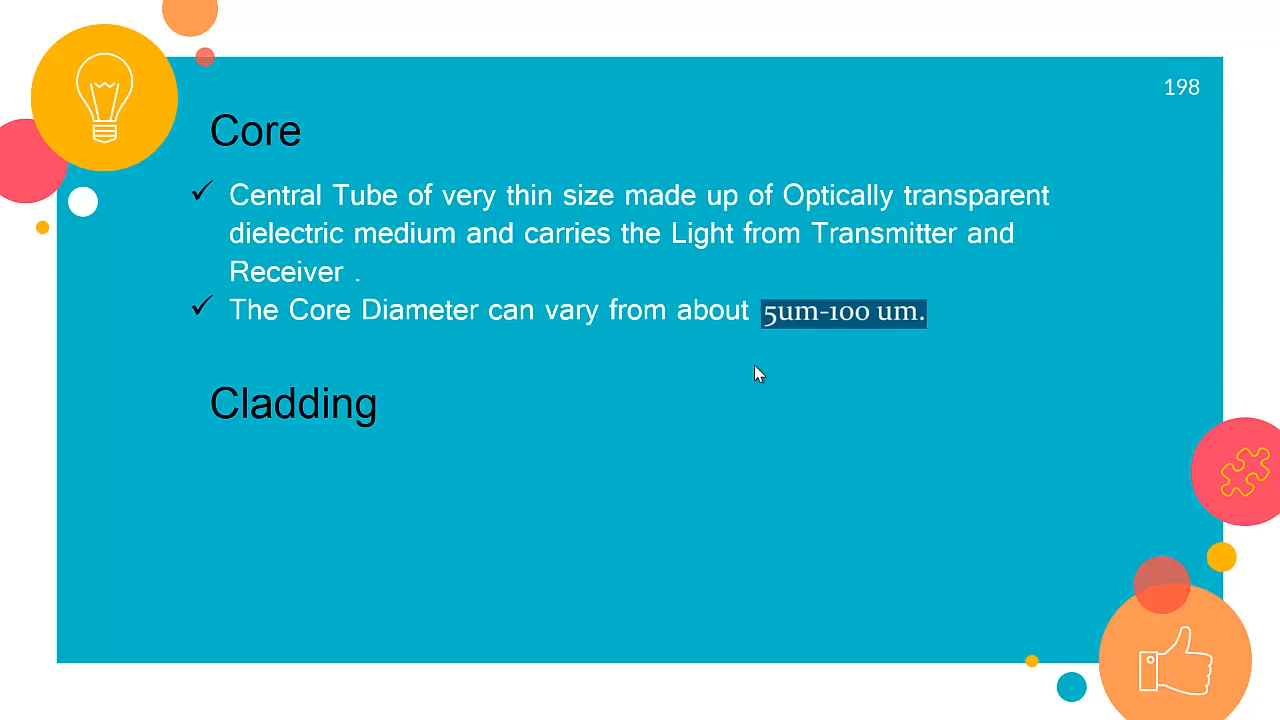 198
Core
Central Tube of very thin size made up of Optically transparent
dielectric medium and carries the Light from Transmitter and
Receiver .
The Core Diameter can vary from about 5um-100 um.
Cladding